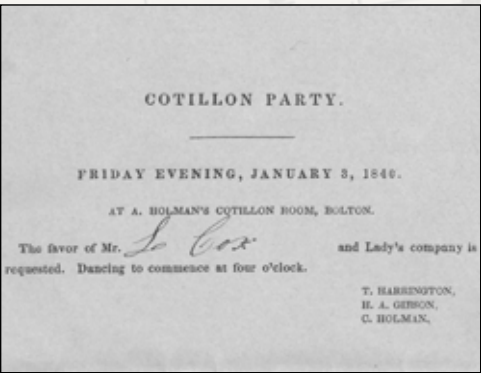 COTILLON PARTY.
FRIDAY EVENING, JANUARY 3, 1840.
AT A. HOLMAN'S COTILLON ROOM, BOLTON.
The favor of Mr. Cox and Lady's company is
requested. Dancing to commence at four o'clock.
T. HARRINGTON,
H. A. GIBSON,
C. HOLMAN,